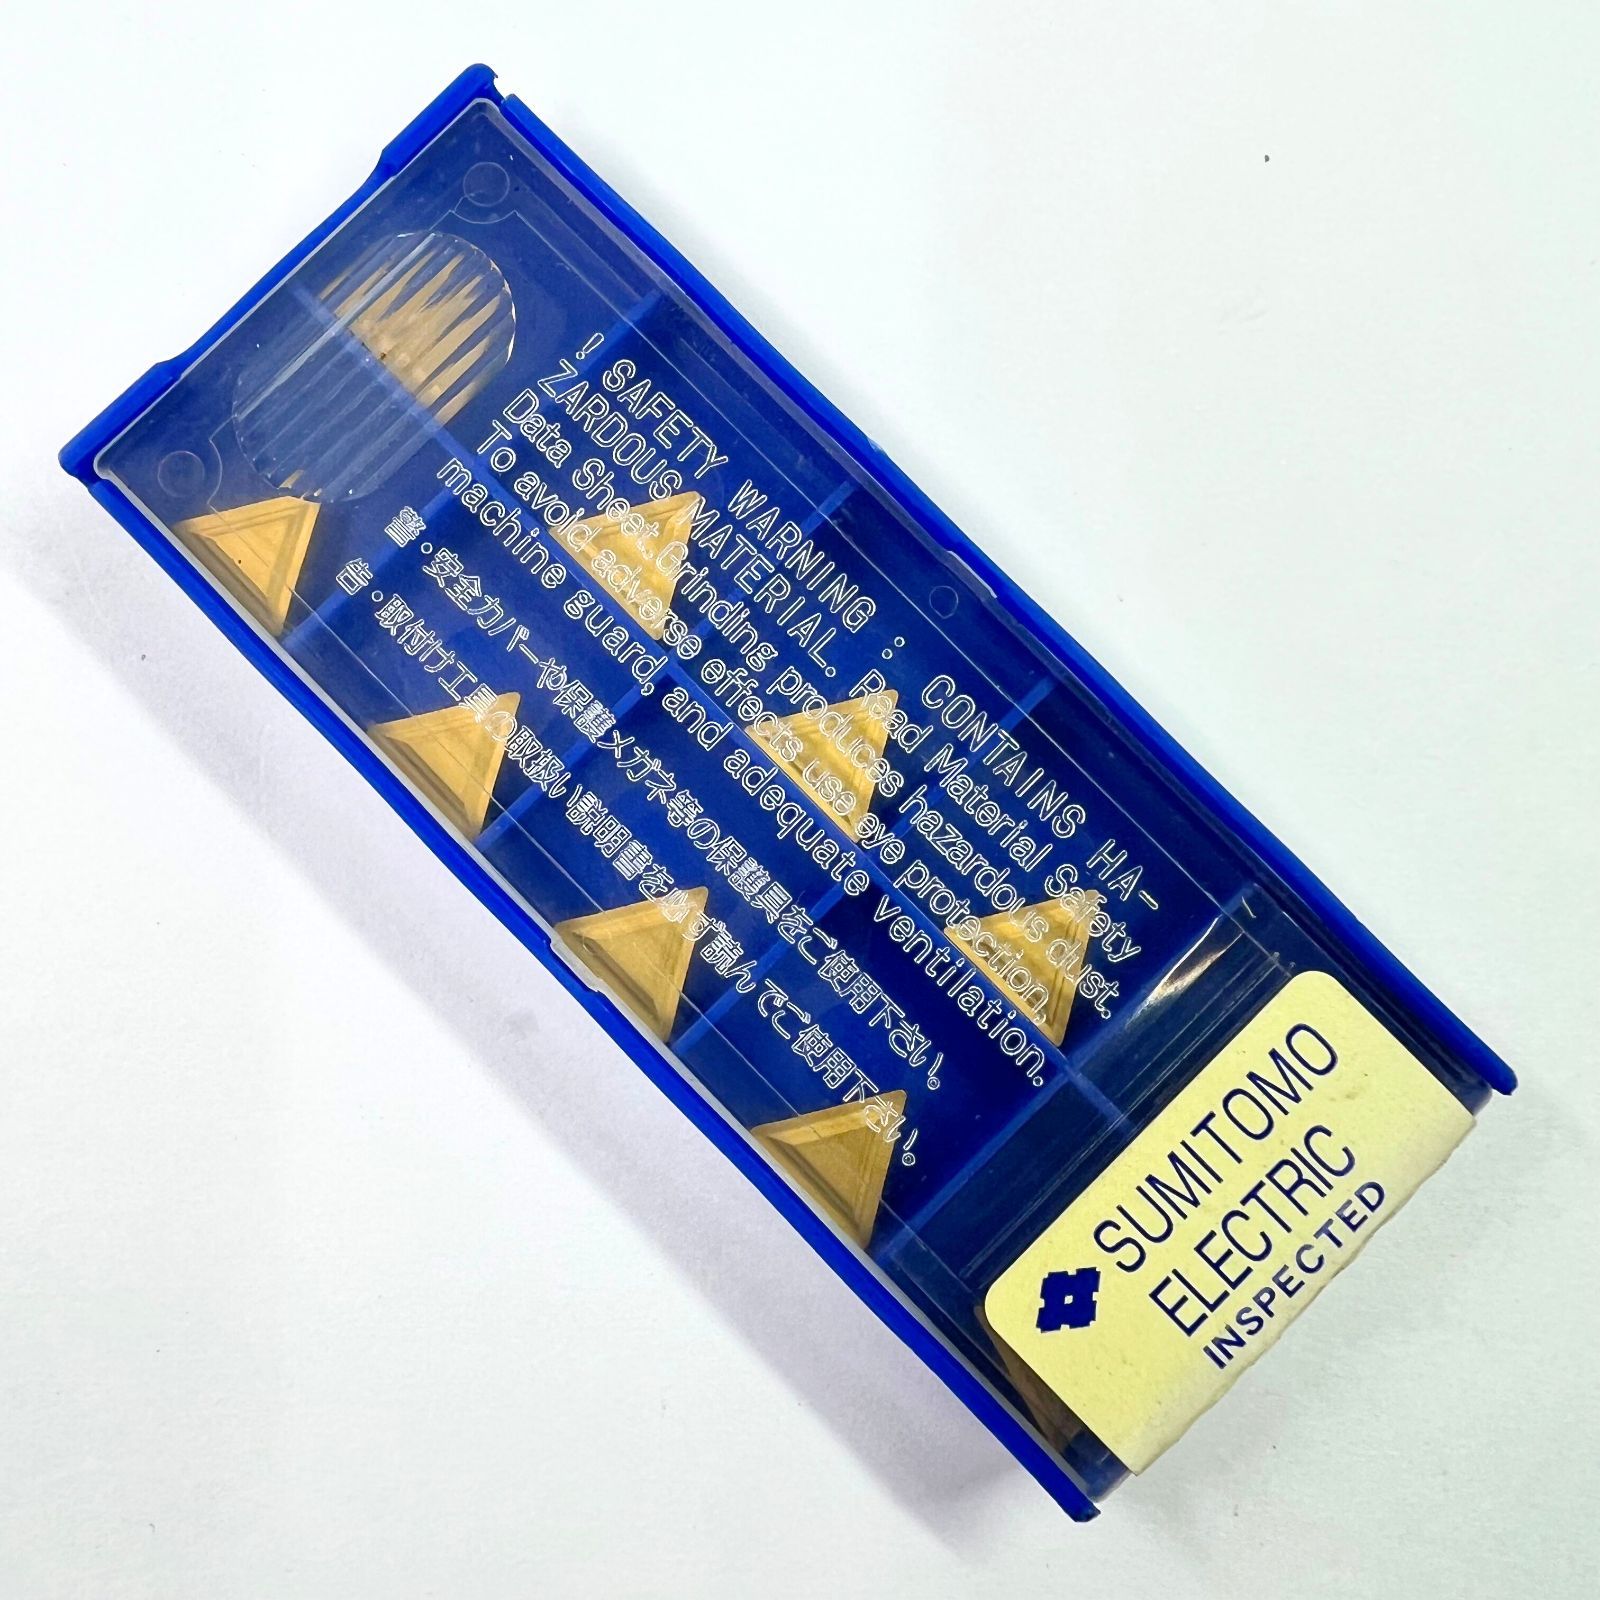 ! SAFETY WARNING : CONTAINS HA-
ZARDOUS MATERIAL. Read Material Safety
Data Sheet. Grinding produces hazardous dust.
To avoid adverse effects use eye protection,
machine guard, and adequate ventilation.
警・安全カバーや保護メガネ等の保護具をご使用下さい。
告・取付け工具の取扱い説明書を必ず読んでご使用下さい。
SUMITOMO
ELECTRIC
INSPECTED